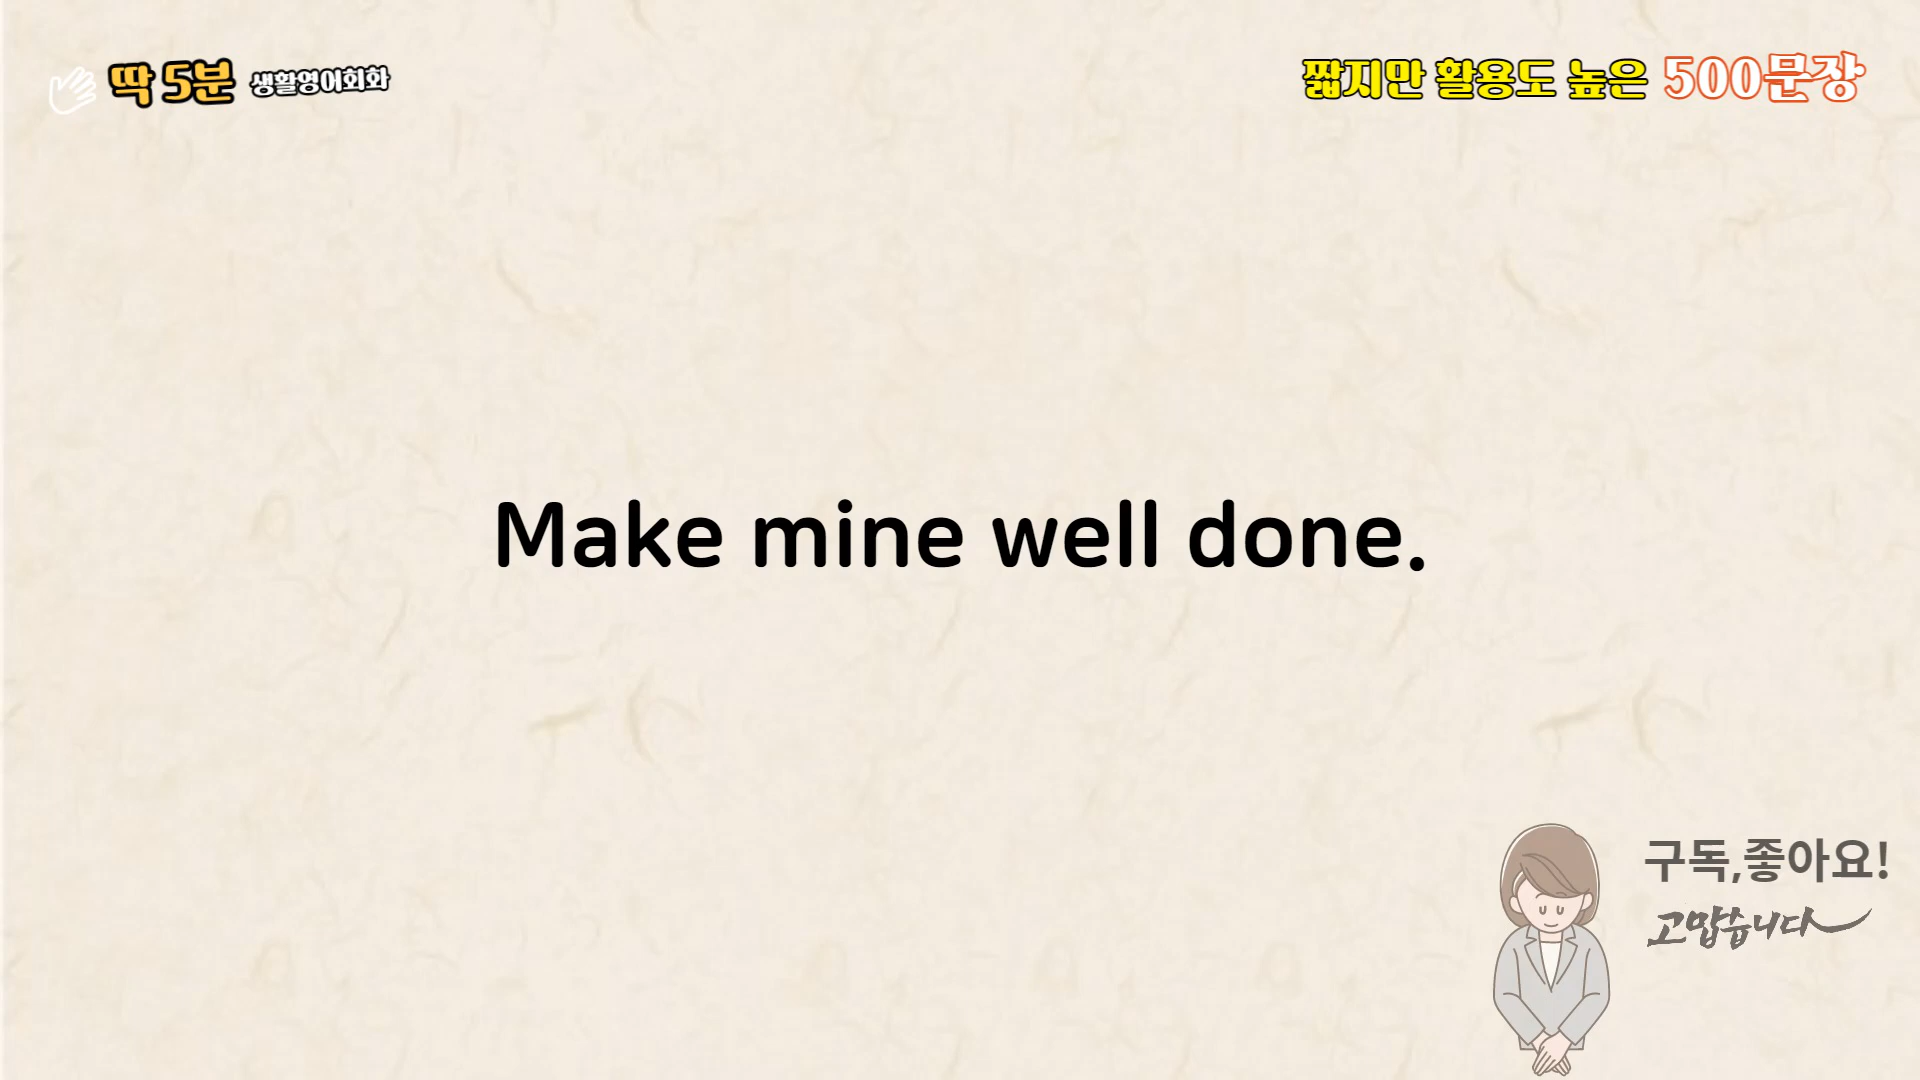 딱 5분 생활영어회화
짧지만 활용도 높은 500문장
Make mine well done.
구독,좋아요!
고맙습니다